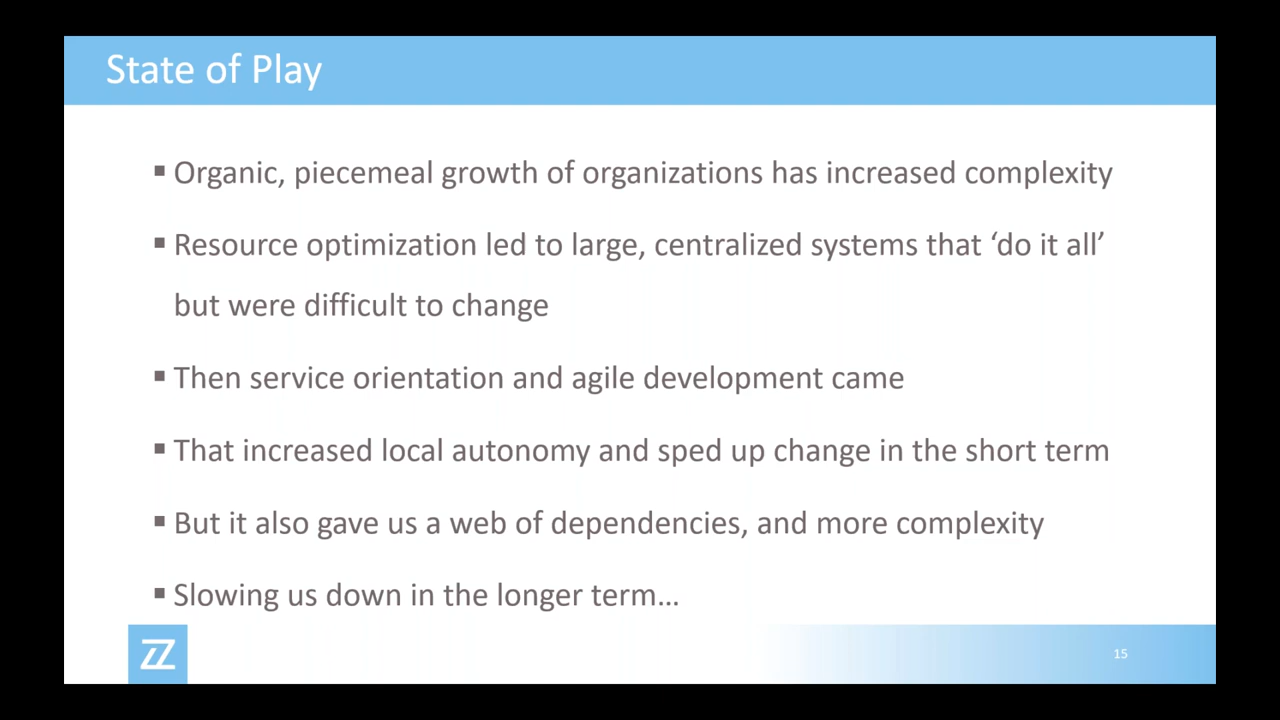 State of Play
▪ Organic, piecemeal growth of organizations has increased complexity
▪ Resource optimization led to large, centralized systems that ‘do it all’
but were difficult to change
▪ Then service orientation and agile development came
▪ That increased local autonomy and sped up change in the short term
▪ But it also gave us a web of dependencies, and more complexity
▪ Slowing us down in the longer term…
15